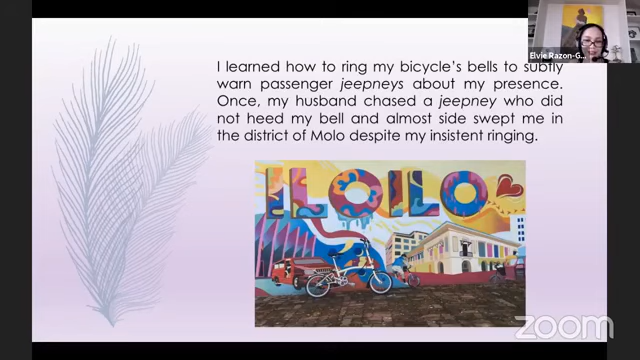 Elvie Razon-G...
I learned how to ring my bicycle's bells to subtly
warn passenger jeepneys about my presence.
Once, my husband chased a jeepney who did
not heed my bell and almost side swept me in
the district of Molo despite my insistent ringing.
ILOILO
zoom